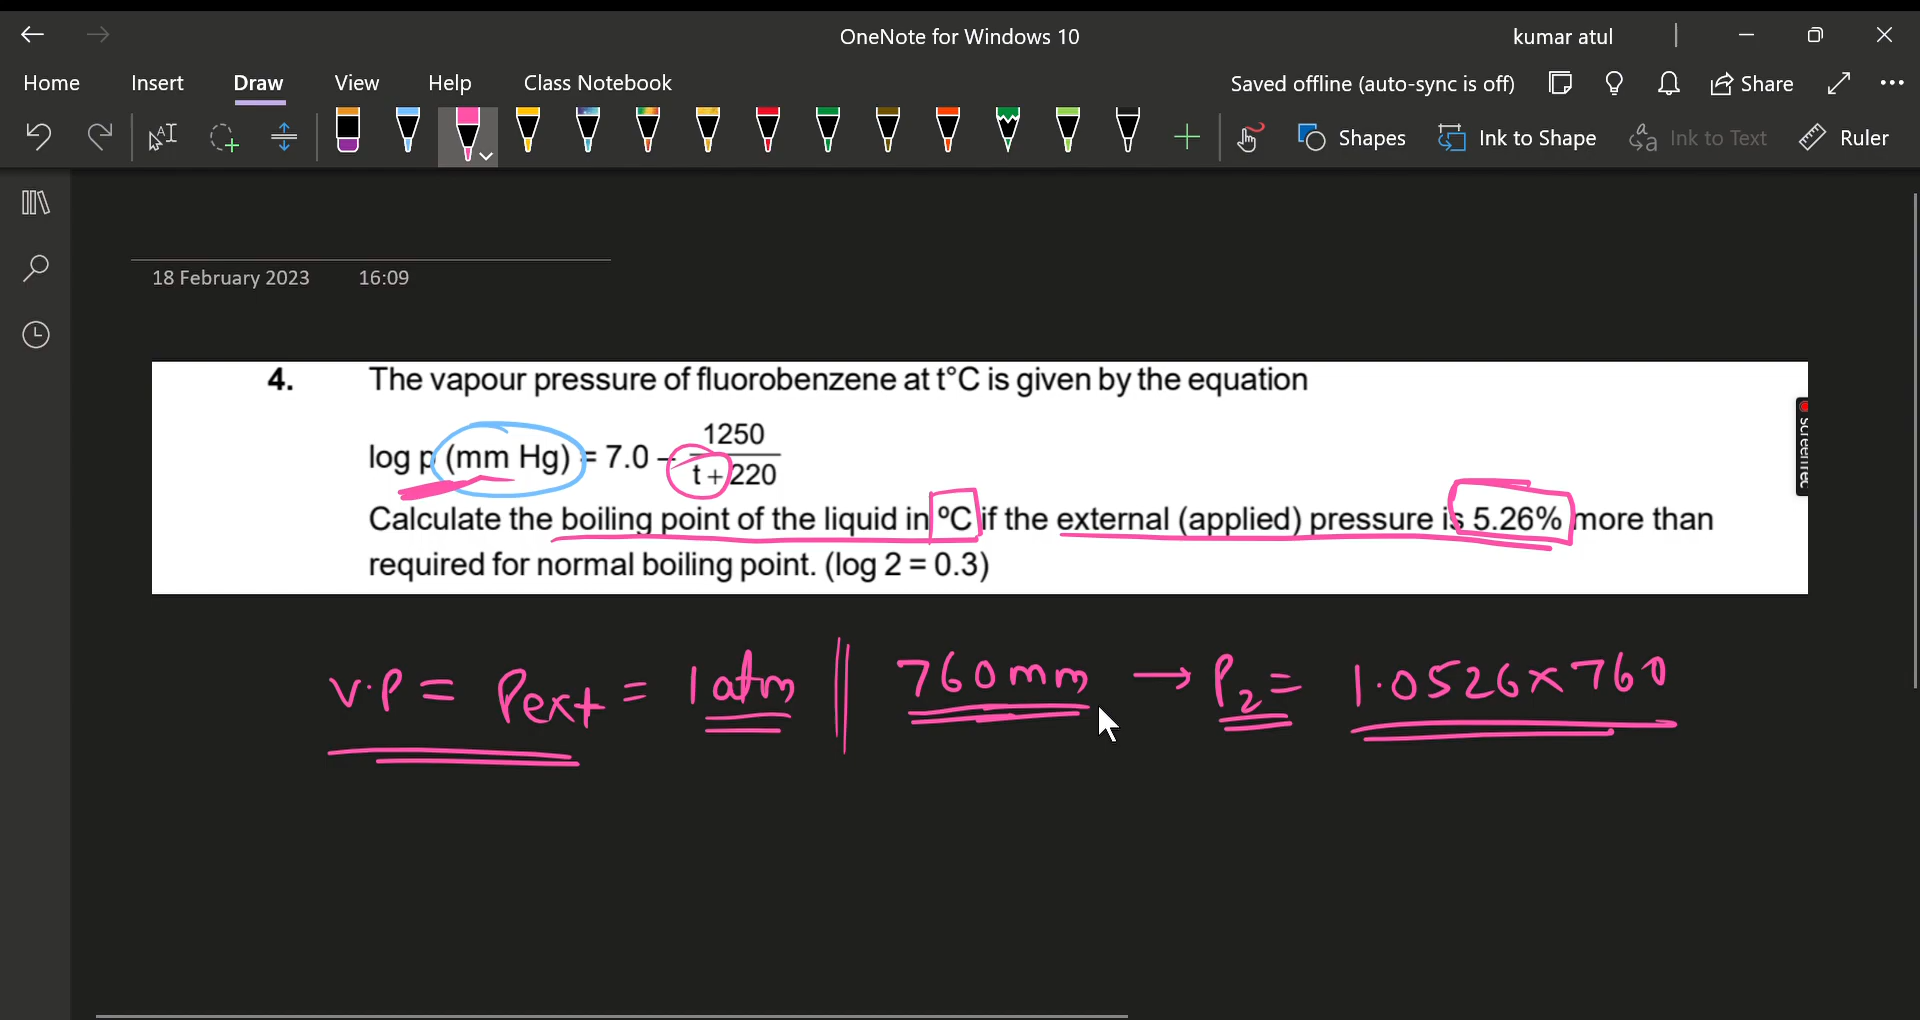 OneNote for Windows 10
kumar atul
Home Insert Draw View Help Class Notebook
Saved offline (auto-sync is off) Share
Shapes Ink to Shape Ink to Text Ruler
18 February 2023 16:09
4. The vapour pressure of fluorobenzene at t°C is given by the equation
log p (mm Hg) = 7.0 – 1250 / t + 220
Calculate the boiling point of the liquid in ºC if the external (applied) pressure is 5.26% more than
required for normal boiling point. (log 2 = 0.3)
screenrec
v.p = Pext = 1 atm || 760 mm → P₂ = 1.0526 × 760